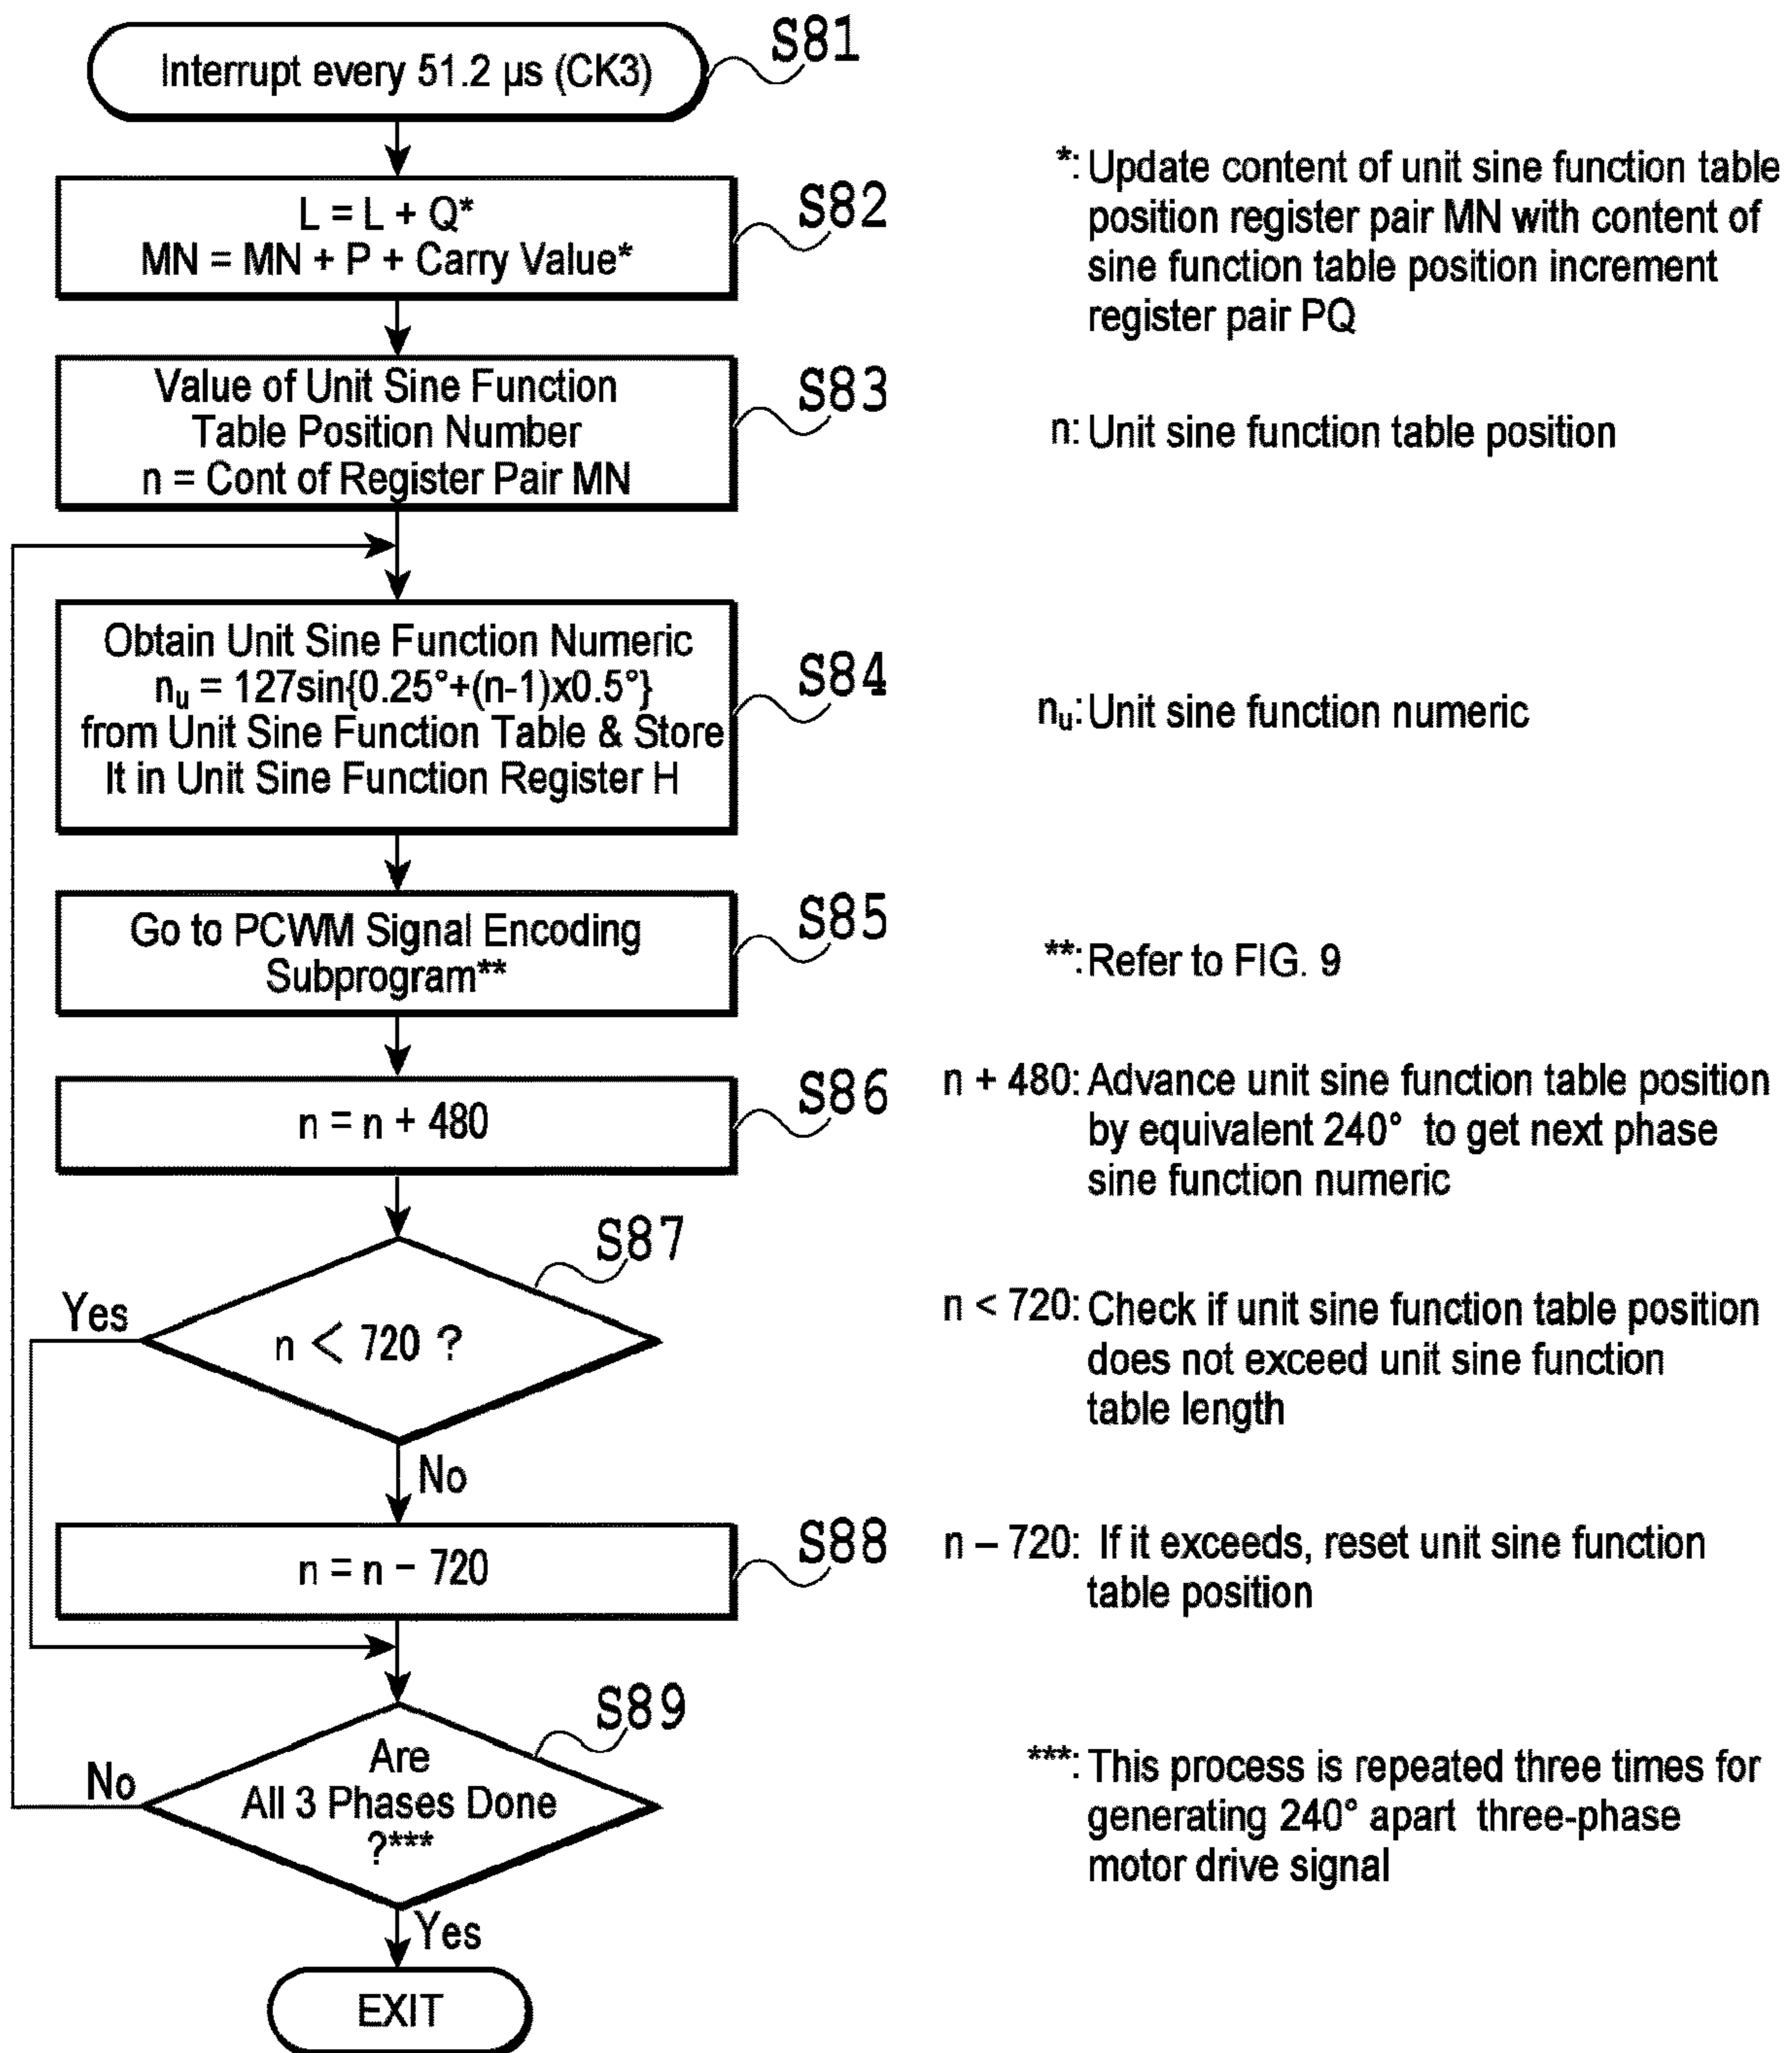 Interrupt every 51.2 µs (CK3)
S81
L = L + Q*
MN = MN + P + Carry Value*
S82
*: Update content of unit sine function table
position register pair MN with content of
sine function table position increment
register pair PQ
Value of Unit Sine Function
Table Position Number
n = Cont of Register Pair MN
S83
n: Unit sine function table position
Obtain Unit Sine Function Numeric
nᵤ = 127sin{0.25°+(n-1)x0.5°}
from Unit Sine Function Table & Store
It in Unit Sine Function Register H
S84
nᵤ: Unit sine function numeric
Go to PCWM Signal Encoding
Subprogram**
S85
**: Refer to FIG. 9
n = n + 480
S86
n + 480: Advance unit sine function table position
by equivalent 240° to get next phase
sine function numeric
S87
Yes
n < 720 ?
No
n < 720: Check if unit sine function table position
does not exceed unit sine function
table length
n = n – 720
S88
n – 720: If it exceeds, reset unit sine function
table position
S89
No
Are
All 3 Phases Done
?***
Yes
***: This process is repeated three times for
generating 240° apart three-phase
motor drive signal
EXIT